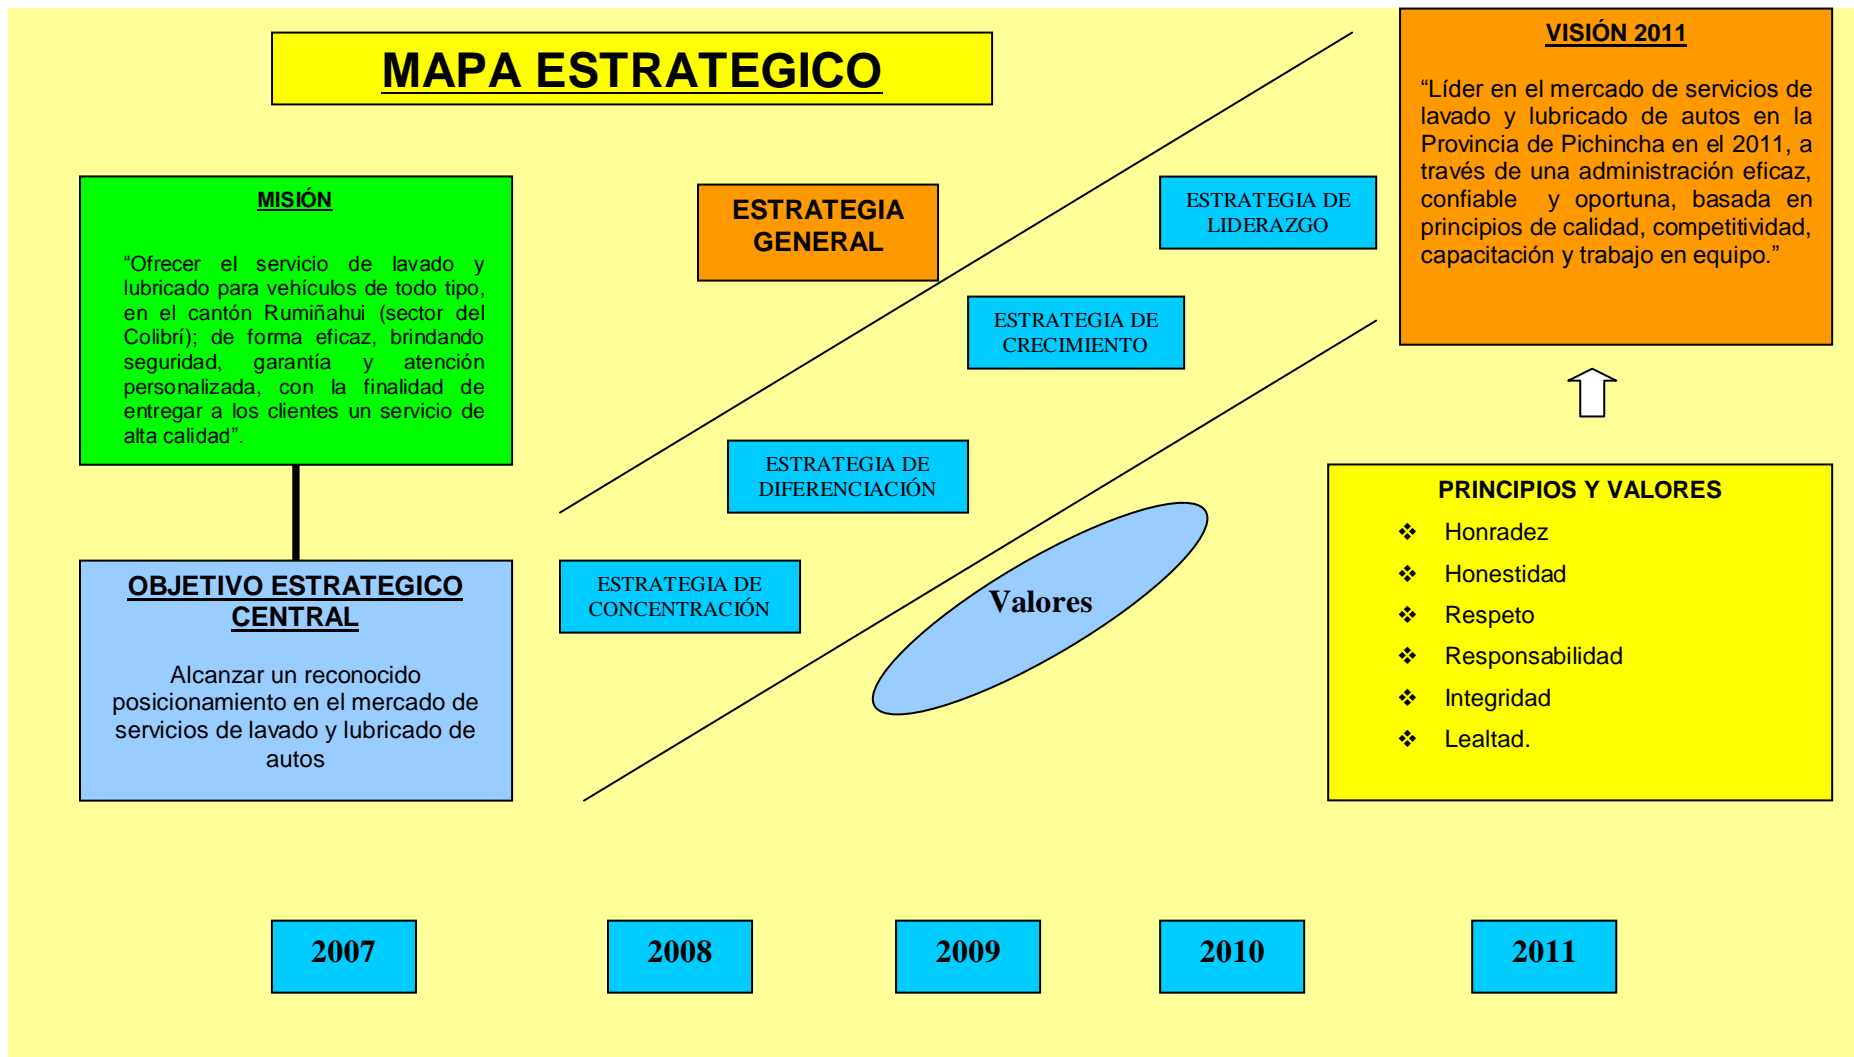 MAPA ESTRATEGICO
MISIÓN
“Ofrecer el servicio de lavado y
lubricado para vehículos de todo tipo,
en el cantón Rumiñahui (sector del
Colibrí); de forma eficaz, brindando
seguridad, garantía y atención
personalizada, con la finalidad de
entregar a los clientes un servicio de
alta calidad”.
OBJETIVO ESTRATEGICO
CENTRAL
Alcanzar un reconocido
posicionamiento en el mercado de
servicios de lavado y lubricado de
autos
ESTRATEGIA
GENERAL
ESTRATEGIA DE
CONCENTRACIÓN
ESTRATEGIA DE
DIFERENCIACIÓN
ESTRATEGIA DE
CRECIMIENTO
ESTRATEGIA DE
LIDERAZGO
Valores
VISIÓN 2011
“Líder en el mercado de servicios de
lavado y lubricado de autos en la
Provincia de Pichincha en el 2011, a
través de una administración eficaz,
confiable y oportuna, basada en
principios de calidad, competitividad,
capacitación y trabajo en equipo.”
PRINCIPIOS Y VALORES
❖ Honradez
❖ Honestidad
❖ Respeto
❖ Responsabilidad
❖ Integridad
❖ Lealtad.
2007
2008
2009
2010
2011